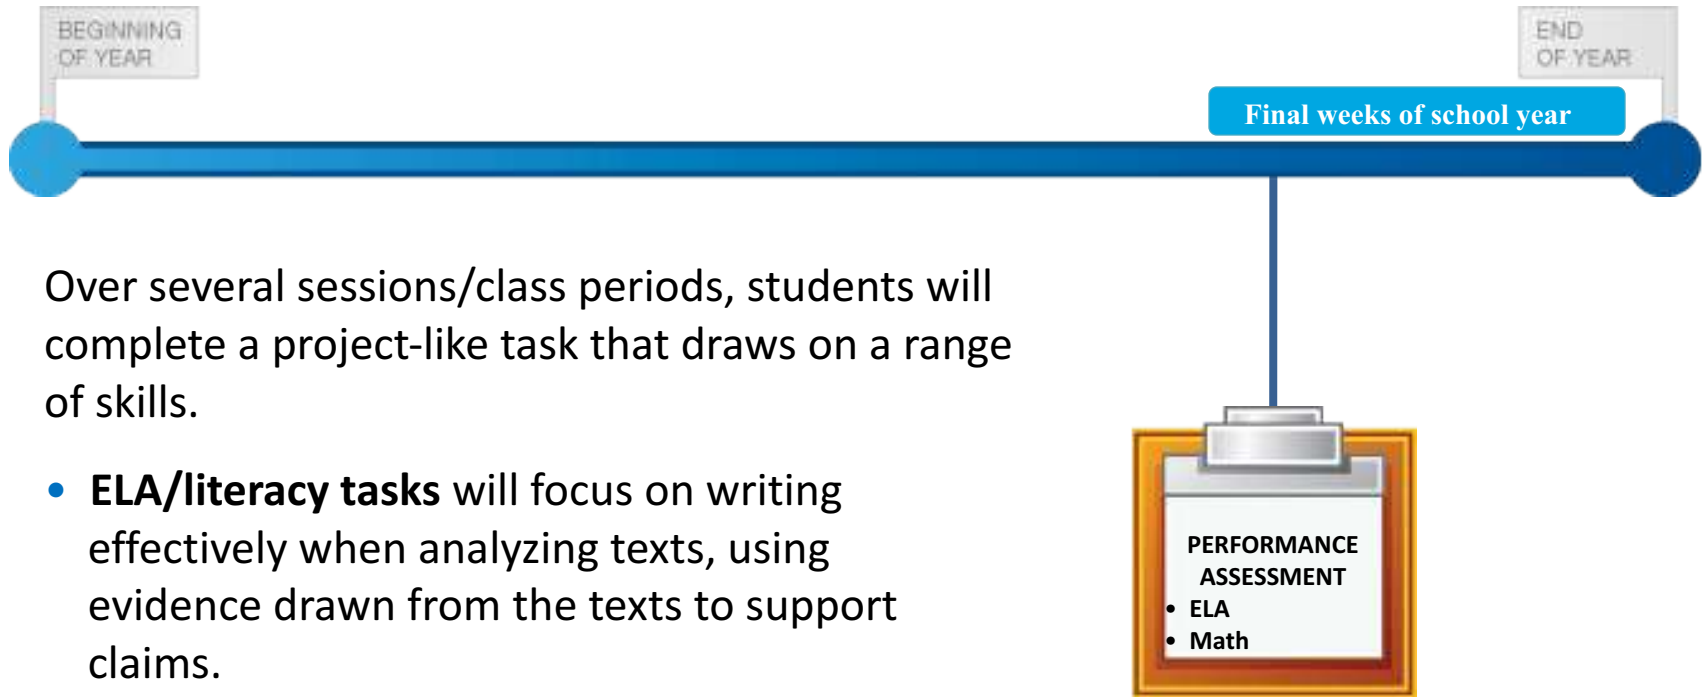 BEGINNING
OF YEAR
END
OF YEAR
Final weeks of school year
Over several sessions/class periods, students will
complete a project-like task that draws on a range
of skills.
• ELA/literacy tasks will focus on writing
effectively when analyzing texts, using
evidence drawn from the texts to support
claims.
PERFORMANCE
ASSESSMENT
• ELA
• Math